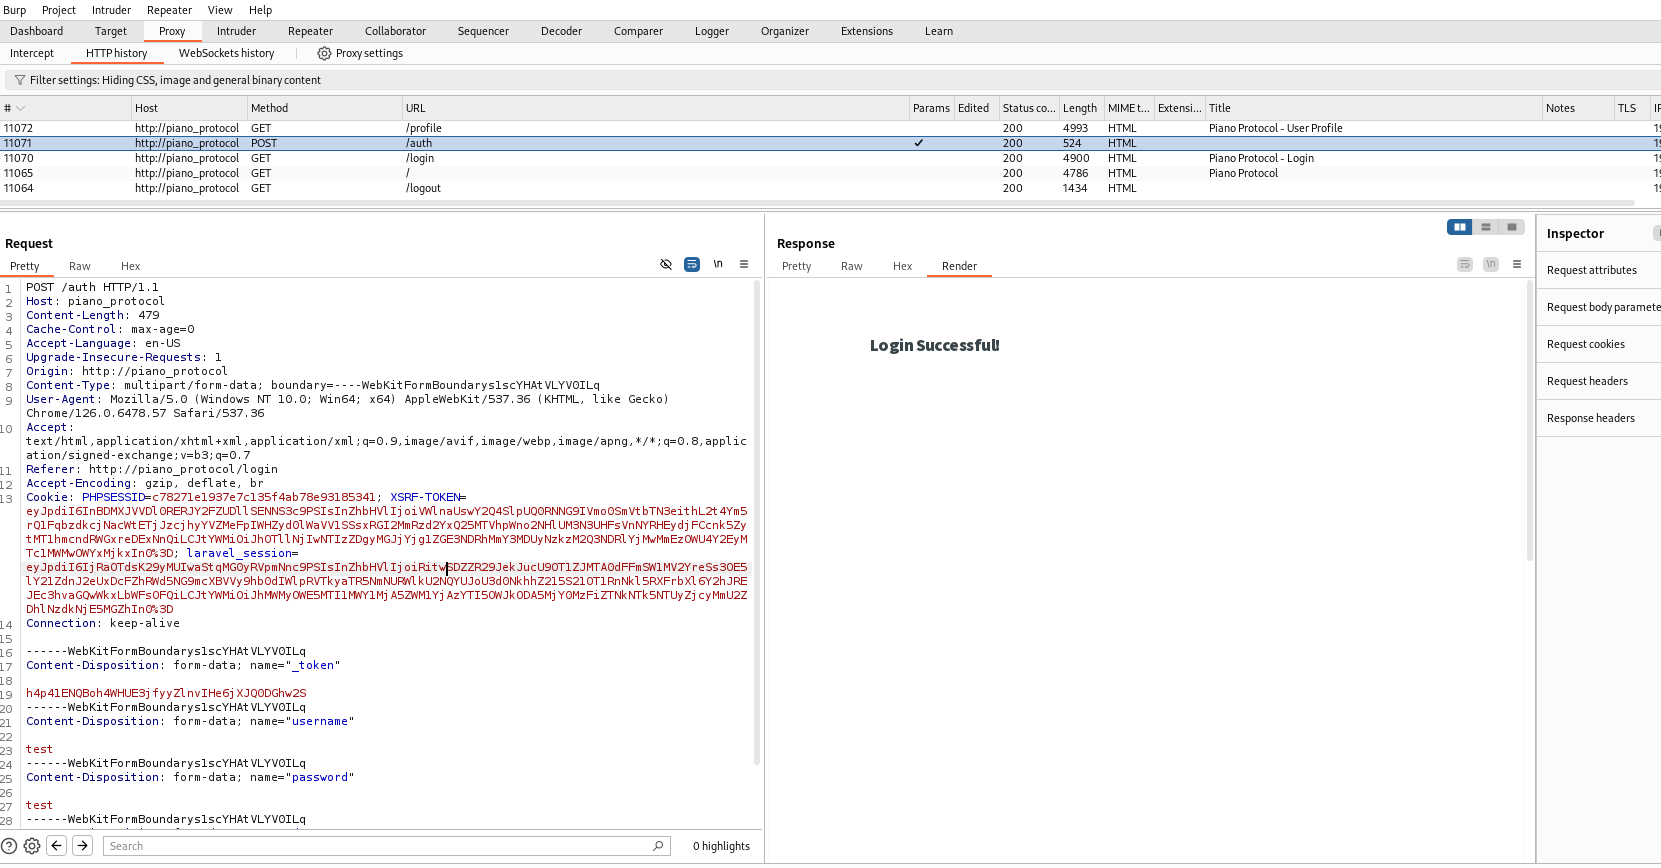 Burp Project Intruder Repeater View Help
Dashboard Target Proxy Intruder Repeater Collaborator Sequencer Decoder Comparer Logger Organizer Extensions Learn
Intercept HTTP history WebSockets history Proxy settings
Filter settings: Hiding CSS, image and general binary content
# Host Method URL Params Edited Status co... Length MIME t... Extensi... Title Notes TLS
11072 http://piano_protocol GET /profile 200 4993 HTML Piano Protocol - User Profile
11071 http://piano_protocol POST /auth ✓ 200 524 HTML
11070 http://piano_protocol GET /login 200 4900 HTML Piano Protocol - Login
11065 http://piano_protocol GET / 200 4786 HTML Piano Protocol
11064 http://piano_protocol GET /logout 200 1434 HTML
Request
Pretty Raw Hex \n
1 POST /auth HTTP/1.1
2 Host: piano_protocol
3 Content-Length: 479
4 Cache-Control: max-age=0
5 Accept-Language: en-US
6 Upgrade-Insecure-Requests: 1
7 Origin: http://piano_protocol
8 Content-Type: multipart/form-data; boundary=----WebKitFormBoundarys1scYHAtVLYV0ILq
9 User-Agent: Mozilla/5.0 (Windows NT 10.0; Win64; x64) AppleWebKit/537.36 (KHTML, like Gecko)
Chrome/126.0.6478.57 Safari/537.36
10 Accept:
text/html,application/xhtml+xml,application/xml;q=0.9,image/avif,image/webp,image/apng,*/*;q=0.8,applic
ation/signed-exchange;v=b3;q=0.7
11 Referer: http://piano_protocol/login
12 Accept-Encoding: gzip, deflate, br
13 Cookie: PHPSESSID=c78271e1937e7c135f4ab78e93185341; XSRF-TOKEN=
laravel_session=
14 Connection: keep-alive
15
16 ------WebKitFormBoundarys1scYHAtVLYV0ILq
17 Content-Disposition: form-data; name="_token"
18
19 h4p41ENQBoh4WHUE3jfyyZlnvIHe6jXJQ0DGhw2S
20 ------WebKitFormBoundarys1scYHAtVLYV0ILq
21 Content-Disposition: form-data; name="username"
22
23 test
24 ------WebKitFormBoundarys1scYHAtVLYV0ILq
25 Content-Disposition: form-data; name="password"
26
27 test
28 ------WebKitFormBoundarys1scYHAtVLYV0ILq
Search 0 highlights
Response
Pretty Raw Hex Render \n
Login Successful!
Inspector
Request attributes
Request body paramete
Request cookies
Request headers
Response headers